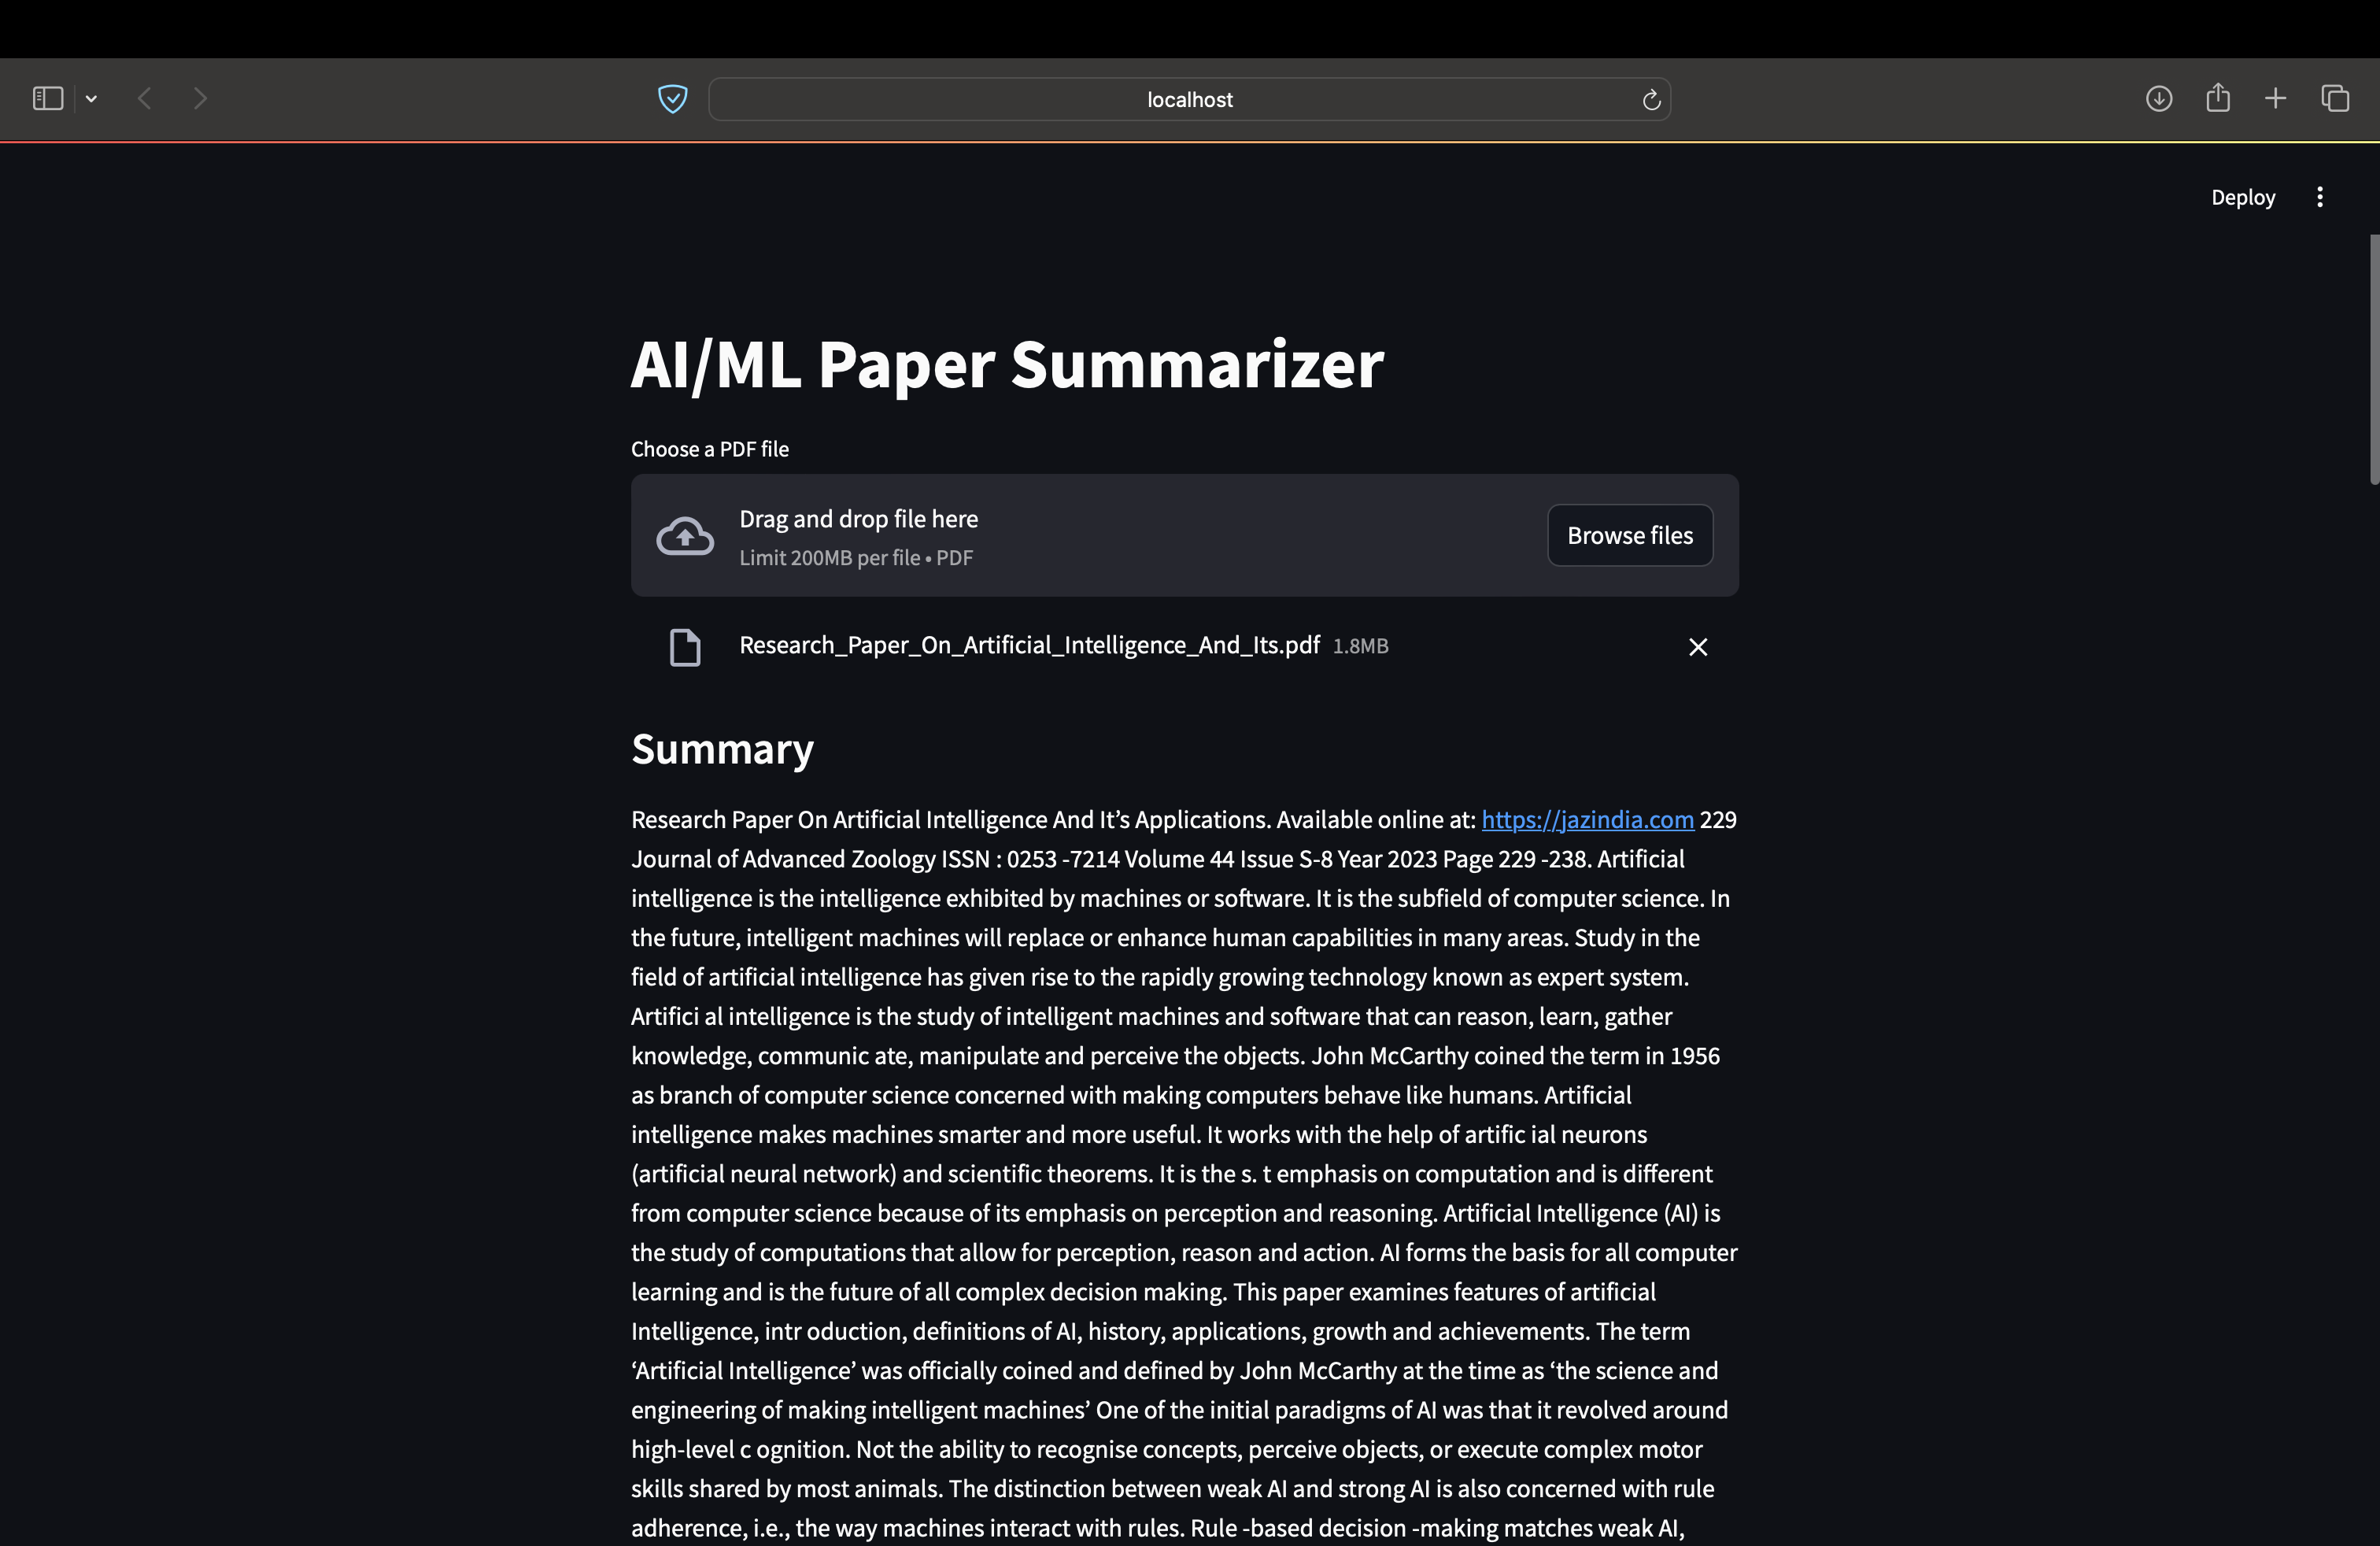 localhost
Deploy
AI/ML Paper Summarizer
Choose a PDF file
Drag and drop file here
Limit 200MB per file • PDF
Browse files
Research_Paper_On_Artificial_Intelligence_And_Its.pdf 1.8MB
Summary
Research Paper On Artificial Intelligence And It’s Applications. Available online at: https://jazindia.com 229
Journal of Advanced Zoology ISSN : 0253 -7214 Volume 44 Issue S-8 Year 2023 Page 229 -238. Artificial
intelligence is the intelligence exhibited by machines or software. It is the subfield of computer science. In
the future, intelligent machines will replace or enhance human capabilities in many areas. Study in the
field of artificial intelligence has given rise to the rapidly growing technology known as expert system.
Artifici al intelligence is the study of intelligent machines and software that can reason, learn, gather
knowledge, communic ate, manipulate and perceive the objects. John McCarthy coined the term in 1956
as branch of computer science concerned with making computers behave like humans. Artificial
intelligence makes machines smarter and more useful. It works with the help of artific ial neurons
(artificial neural network) and scientific theorems. It is the s. t emphasis on computation and is different
from computer science because of its emphasis on perception and reasoning. Artificial Intelligence (AI) is
the study of computations that allow for perception, reason and action. AI forms the basis for all computer
learning and is the future of all complex decision making. This paper examines features of artificial
Intelligence, intr oduction, definitions of AI, history, applications, growth and achievements. The term
‘Artificial Intelligence’ was officially coined and defined by John McCarthy at the time as ‘the science and
engineering of making intelligent machines’ One of the initial paradigms of AI was that it revolved around
high-level c ognition. Not the ability to recognise concepts, perceive objects, or execute complex motor
skills shared by most animals. The distinction between weak AI and strong AI is also concerned with rule
adherence, i.e., the way machines interact with rules. Rule -based decision -making matches weak AI,